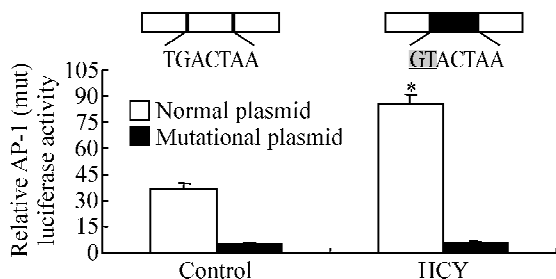 TGACTAA
GTACTAA
Relative AP-1 (mut)
luciferase activity
105
90
75
60
45
30
15
0
Normal plasmid
Mutational plasmid
*
Control
HCY